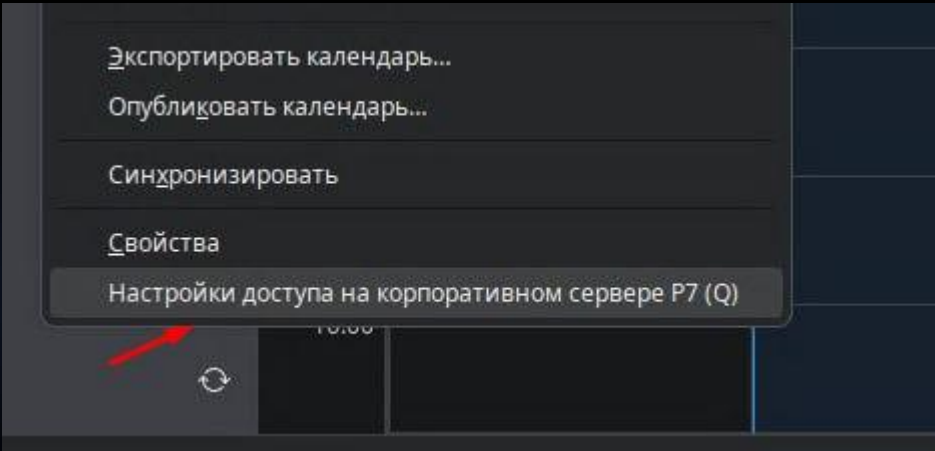 Экспортировать календарь...
Опубликовать календарь...
Синхронизировать
Свойства
Настройки доступа на корпоративном сервере Р7 (Q)